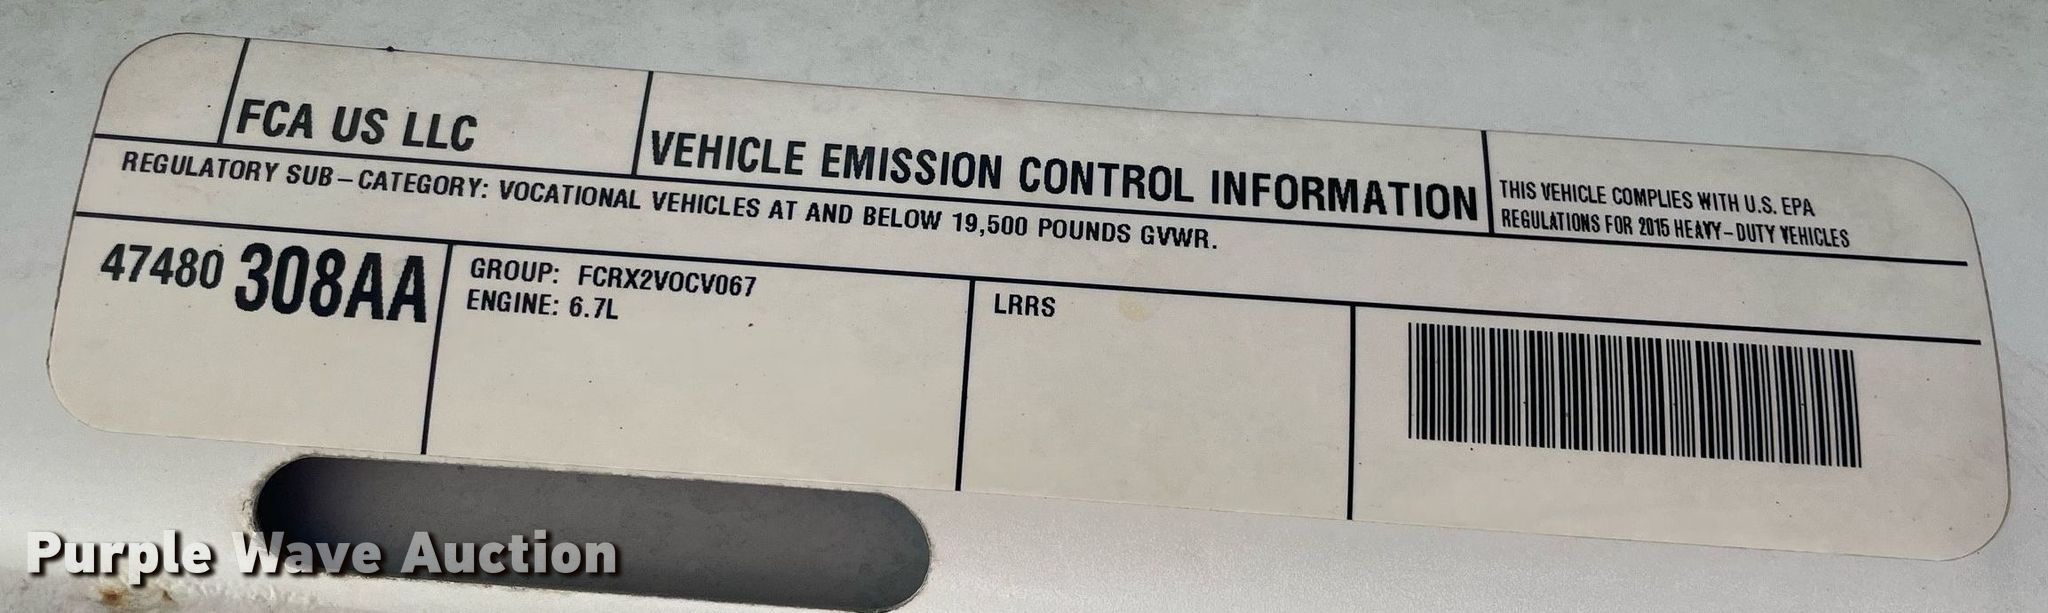 FCA US LLC
VEHICLE EMISSION CONTROL INFORMATION
THIS VEHICLE COMPLIES WITH U.S. EPA
REGULATIONS FOR 2015 HEAVY-DUTY VEHICLES
REGULATORY SUB-CATEGORY: VOCATIONAL VEHICLES AT AND BELOW 19,500 POUNDS GVWR.
47480 308AA
GROUP: FCRX2VOCV067
ENGINE: 6.7L
LRRS
Purple Wave Auction